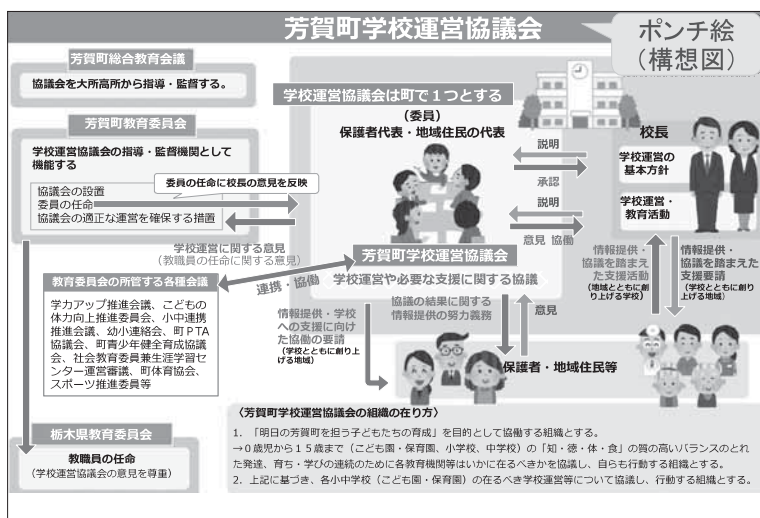 芳賀町学校運営協議会
ポンチ絵
(構想図)
芳賀町総合教育会議
協議会を大所高所から指導・監督する。
芳賀町教育委員会
学校運営協議会の指導・監督機関として
機能する
協議会の設置
委員の任命
協議会の適正な運営を確保する措置
委員の任命に校長の意見を反映
学校運営に関する意見
(教職員の任命に関する意見)
教育委員会の所管する各種会議
学力アップ推進会議、こどもの
体力向上推進委員会、小中連携
推進会議、幼小連絡会、町PTA
協議会、町青少年健全育成協議
会、社会教育委員兼生涯学習セ
ンター運営審議、町体育協会、
スポーツ推進委員等
栃木県教育委員会
教職員の任命
(学校運営協議会の意見を尊重)
学校運営協議会は町で1つとする
(委員)
保護者代表・地域住民の代表
芳賀町学校運営協議会
学校運営や必要な支援に関する協議
連携・協働
説明
承認
説明
意見 協働
校長
学校運営の
基本方針
学校運営・
教育活動
情報提供・学校
への支援に向け
た協働の要請
(学校とともに創り上
げる地域)
協議の結果に関する
情報提供の努力義務
意見
情報提供・
協議を踏まえ
た支援活動
(地域とともに創
り上げる学校)
情報提供・
協議を踏まえた
支援要請
(学校とともに創り
上げる地域)
保護者・地域住民等
〈芳賀町学校運営協議会の組織の在り方〉
1. 「明日の芳賀町を担う子どもたちの育成」を目的として協働する組織とする。
→0歳児から15歳まで(こども園・保育園、小学校、中学校)の「知・徳・体・食」の質の高いバランスのとれ
た発達、育ち・学びの連続のために各教育機関等はいかに在るべきかを協議し、自らも行動する組織とする。
2. 上記に基づき、各小中学校(こども園・保育園)の在るべき学校運営等について協議し、行動する組織とする。